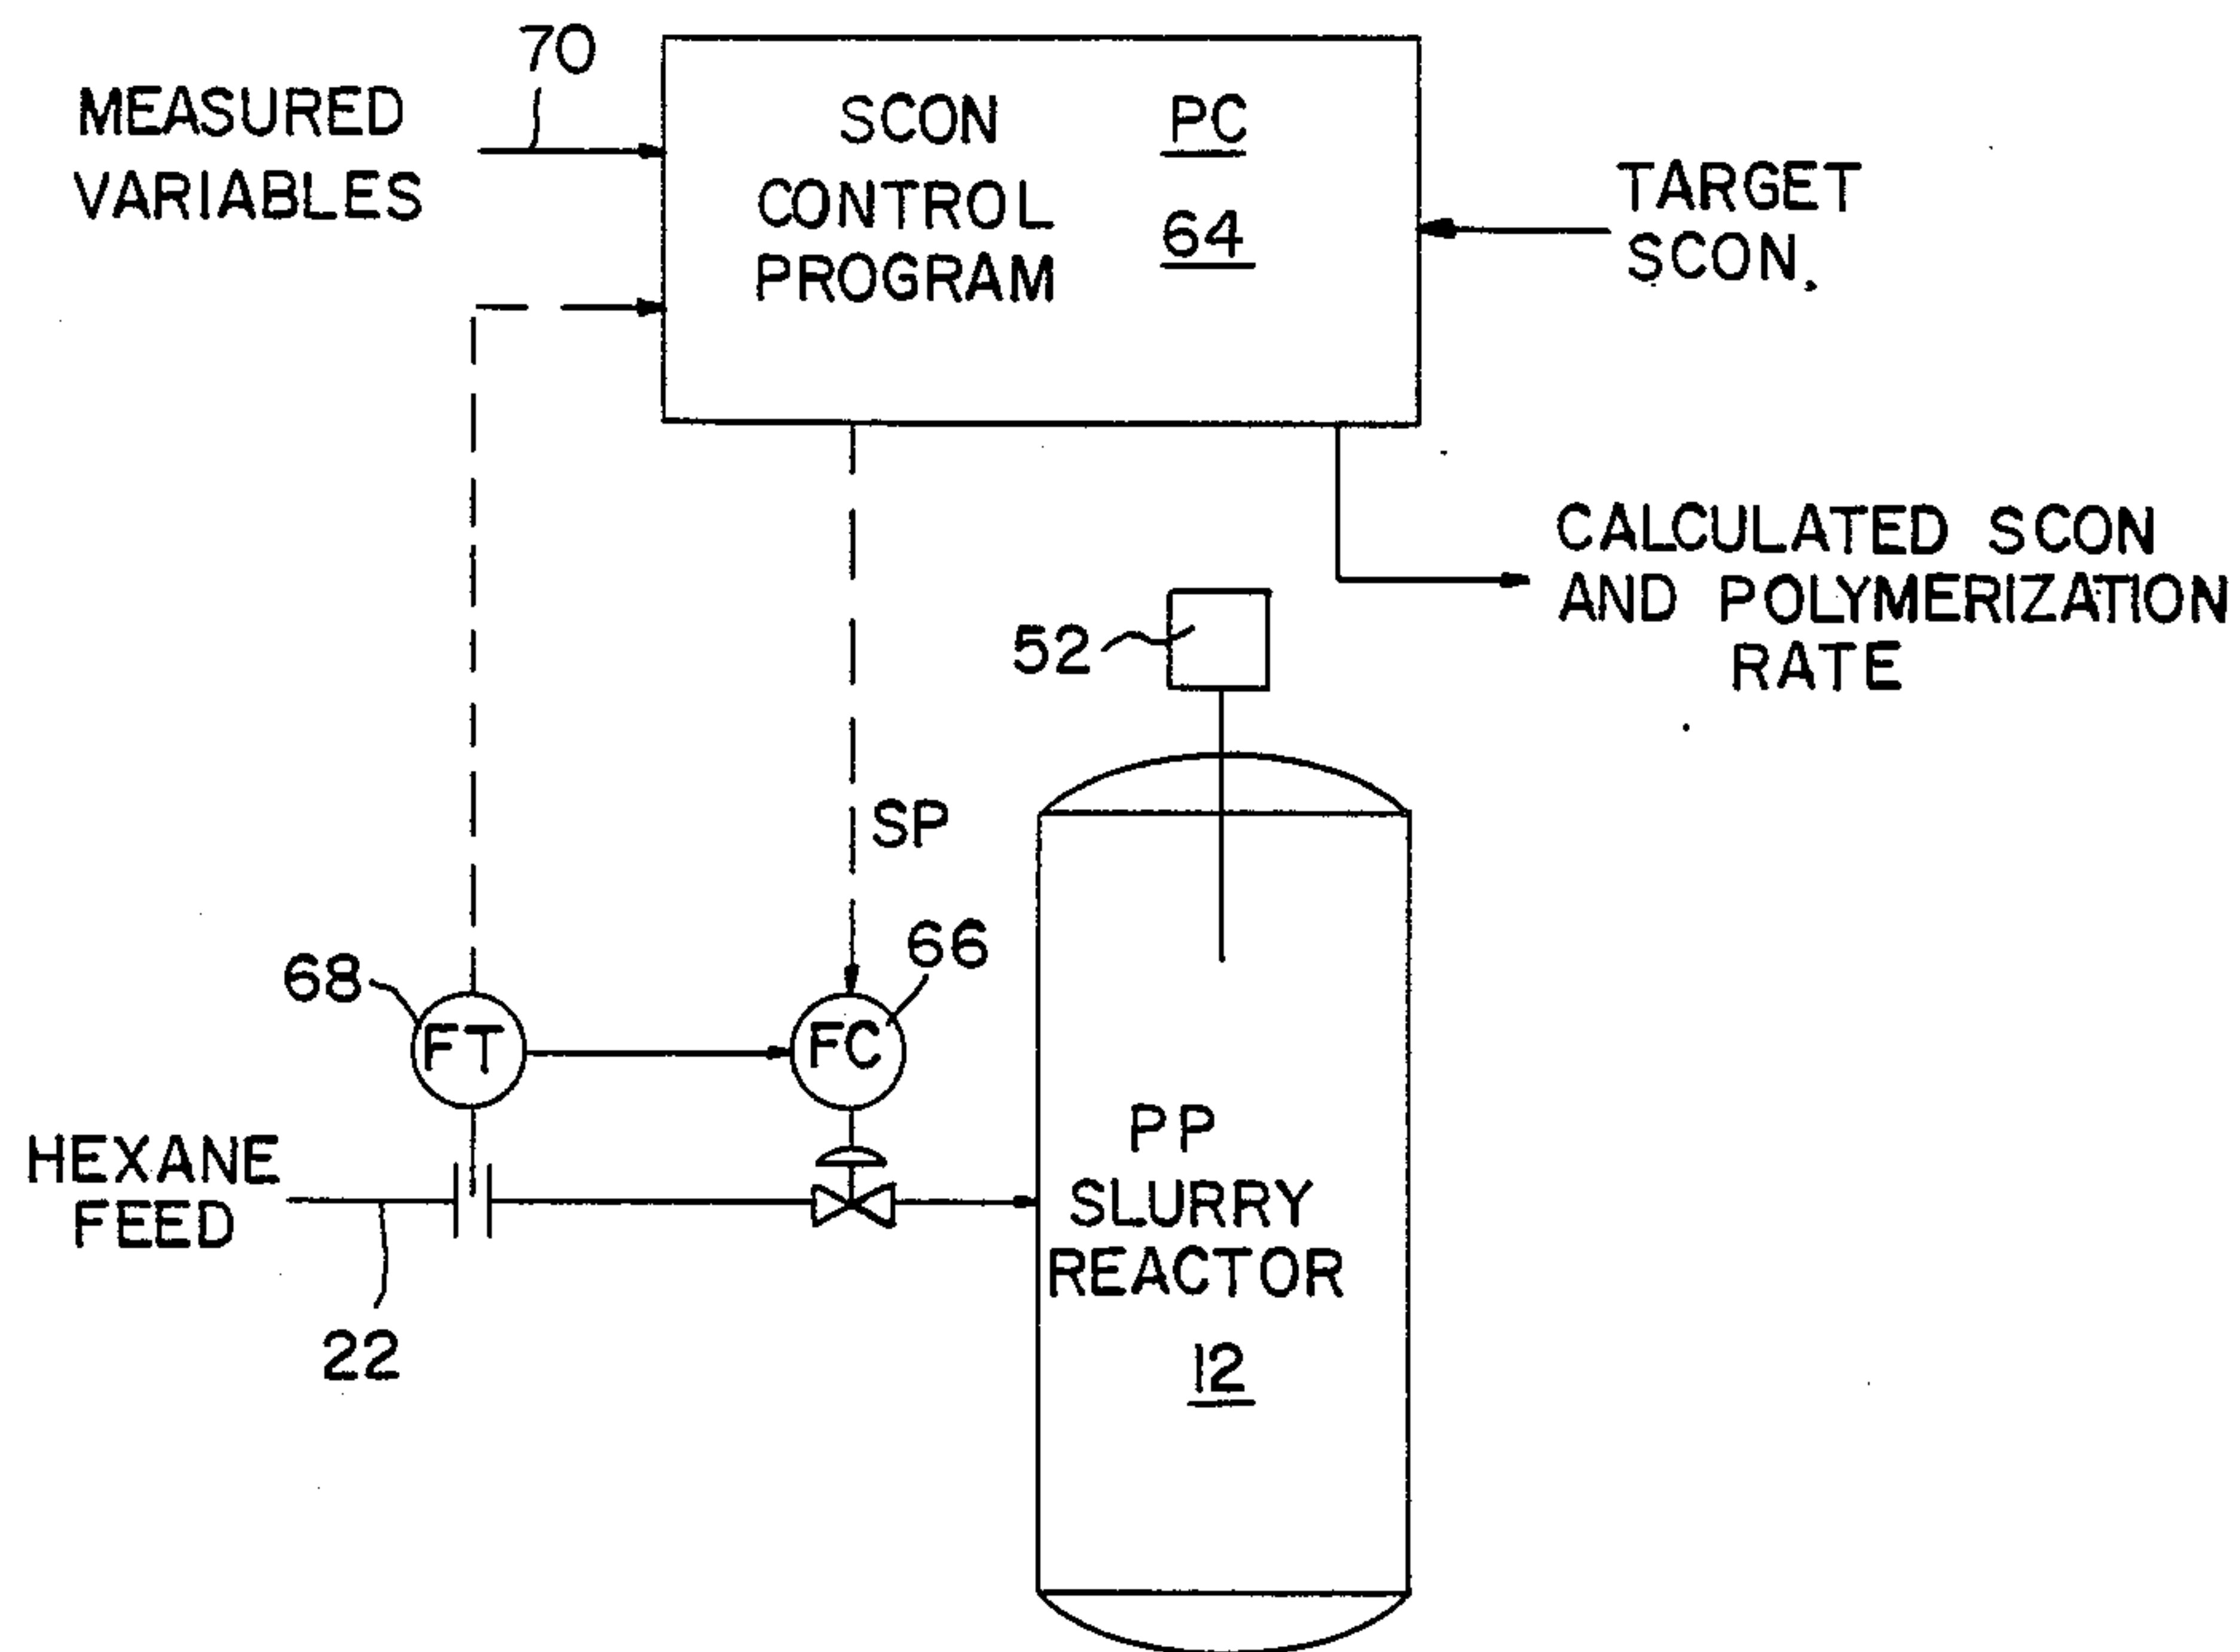 70
MEASURED
VARIABLES
SCON
CONTROL
PROGRAM
PC
64
TARGET
SCON.
CALCULATED SCON
AND POLYMERIZATION
RATE
52
SP
68
66
FT
FC
HEXANE
FEED
22
PP
SLURRY
REACTOR
12